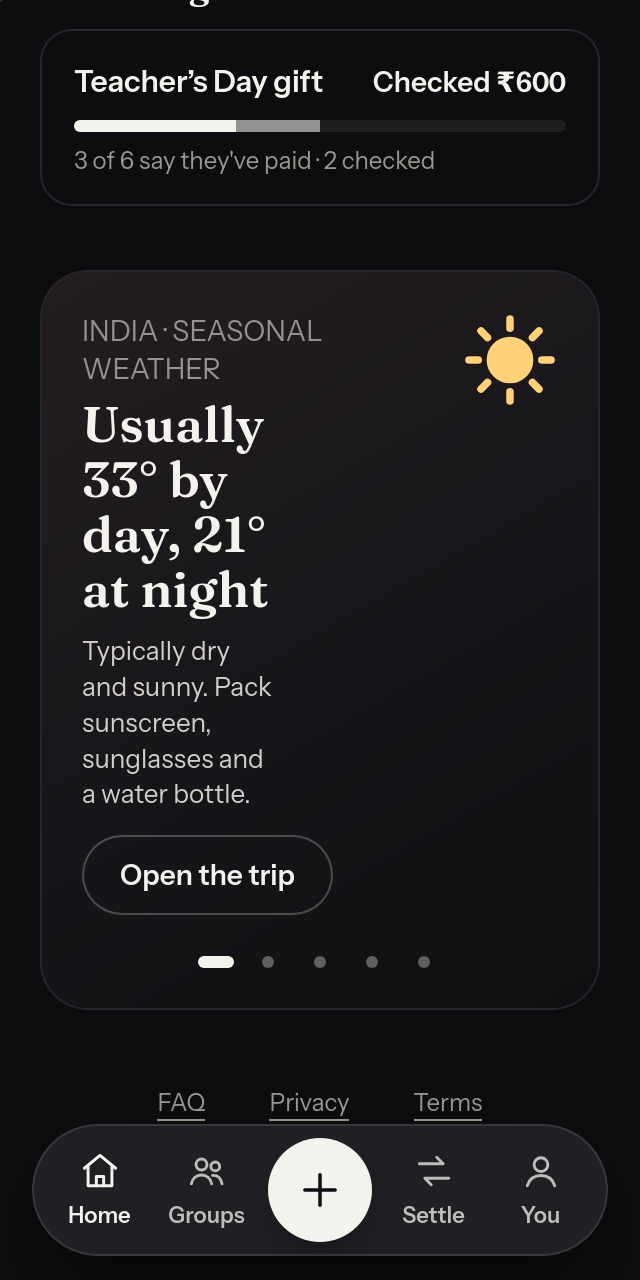 Teacher’s Day gift Checked ₹600
3 of 6 say they've paid · 2 checked
INDIA · SEASONAL
WEATHER
Usually
33° by
day, 21°
at night
Typically dry
and sunny. Pack
sunscreen,
sunglasses and
a water bottle.
Open the trip
FAQ Privacy Terms
Home Groups Settle You